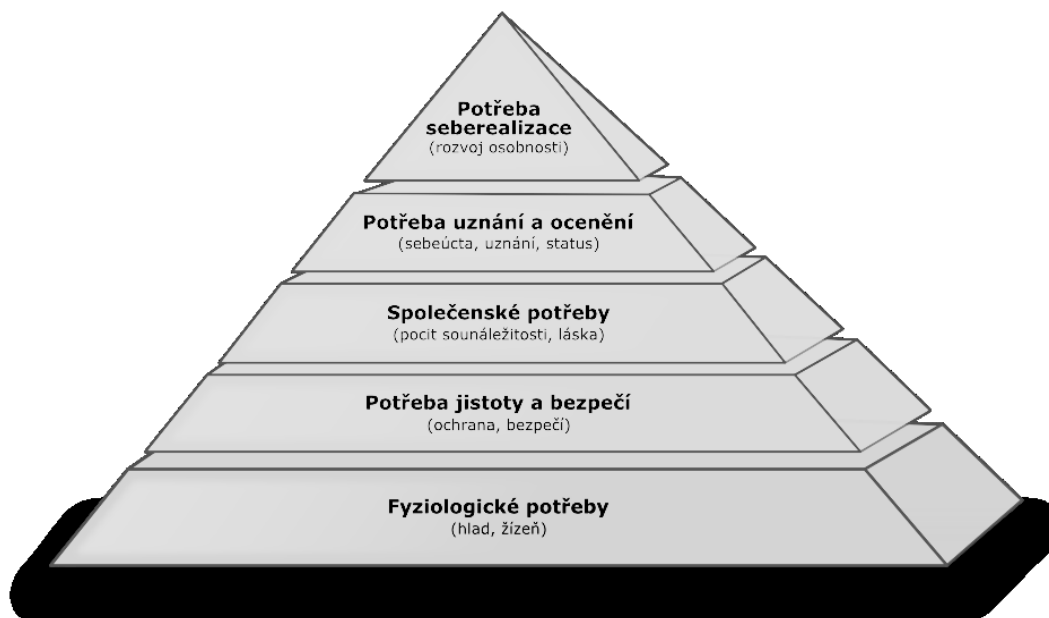 Potřeba
seberealizace
(rozvoj osobnosti)
Potřeba uznání a ocenění
(sebeúcta, uznání, status)
Společenské potřeby
(pocit sounáležitosti, láska)
Potřeba jistoty a bezpečí
(ochrana, bezpečí)
Fyziologické potřeby
(hlad, žízeň)